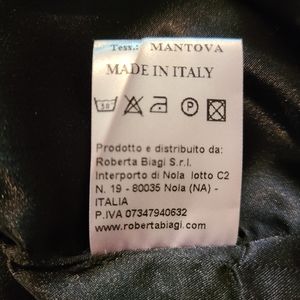 Tess.: MANTOVA
MADE IN ITALY
30 P
Prodotto e distribuito da:
Roberta Biagi S.r.l.
Interporto di Nola lotto C2
N. 19 - 80035 Nola (NA) -
ITALIA
P.IVA 07347940632
www.robertabiagi.com